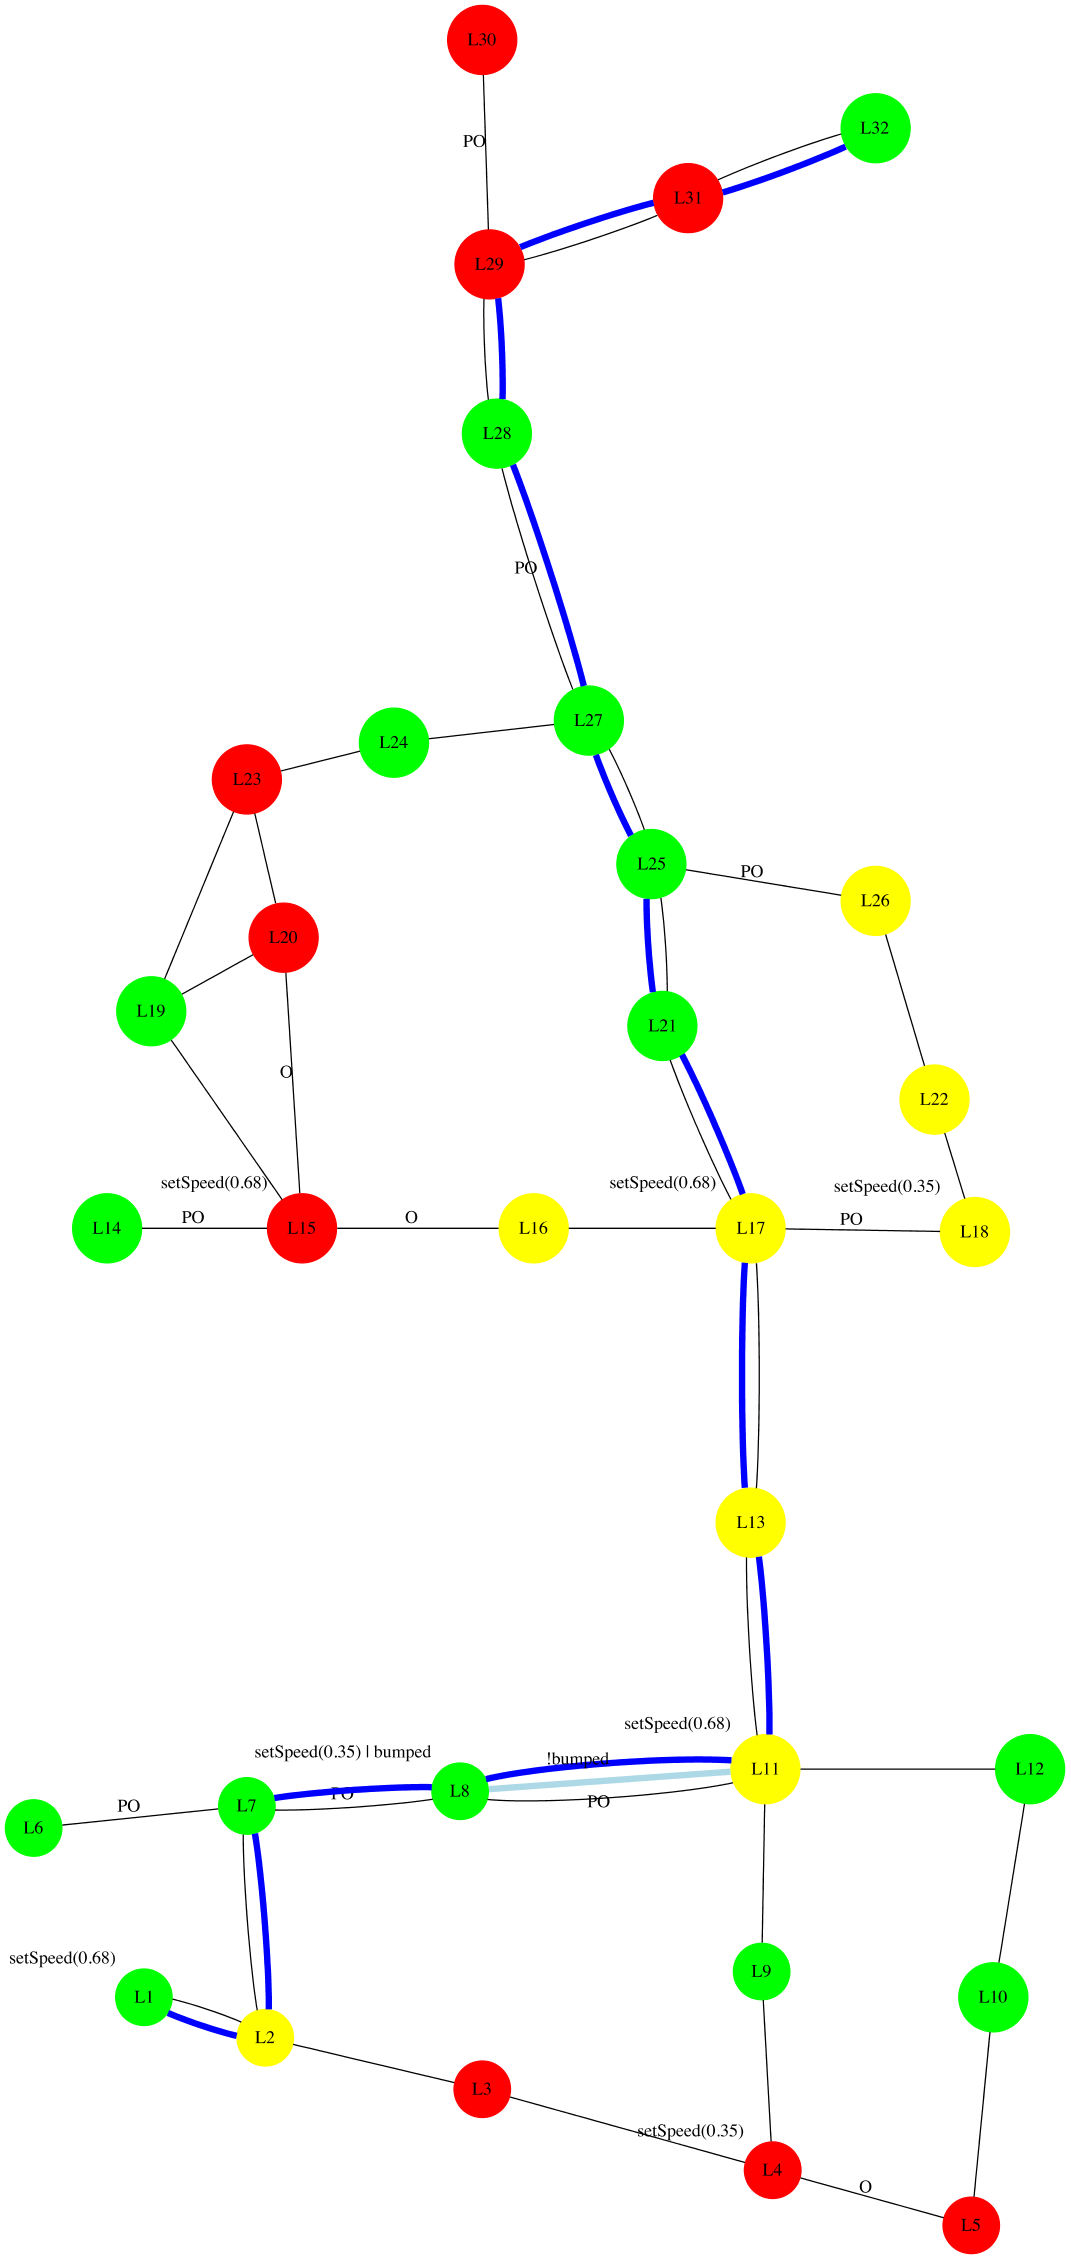 L30
L32
PO
L31
L29
L28
PO
L27
L24
L23
L25
PO
L26
L20
L19
L21
O
L22
setSpeed(0.68)
setSpeed(0.68)
setSpeed(0.35)
L14
PO
L15
O
L16
L17
PO
L18
L13
setSpeed(0.68)
setSpeed(0.35) | bumped
!bumped
L11
L12
L8
PO
PO
L7
PO
L6
setSpeed(0.68)
L9
L1
L10
L2
L3
setSpeed(0.35)
L4
O
L5